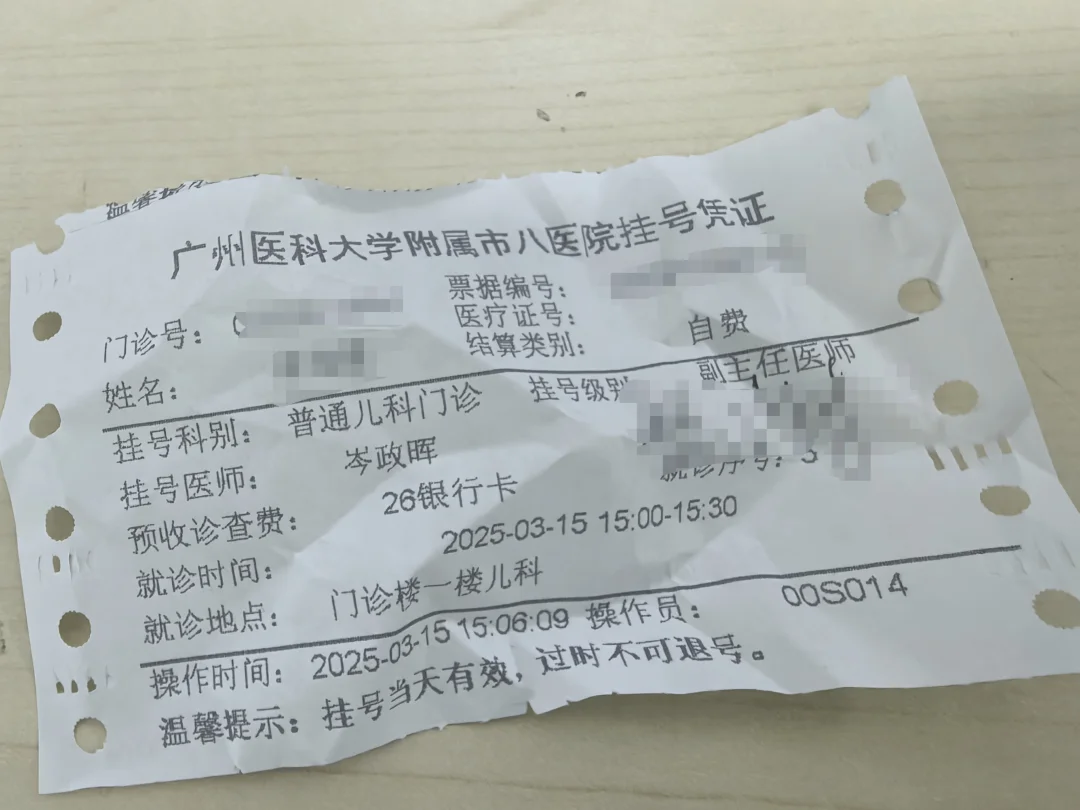 温馨提示
广州医科大学附属市八医院挂号凭证
票据编号:
门诊号: 医疗证号:
结算类别: 自费
姓名:
挂号科别: 普通儿科门诊 挂号级别 副主任医师
挂号医师: 岑政晖
就诊序号: 3
预收诊查费: 26银行卡
就诊时间: 2025-03-15 15:00-15:30
就诊地点: 门诊楼一楼儿科
操作时间: 2025-03-15 15:06:09 操作员: 00S014
温馨提示: 挂号当天有效，过时不可退号。